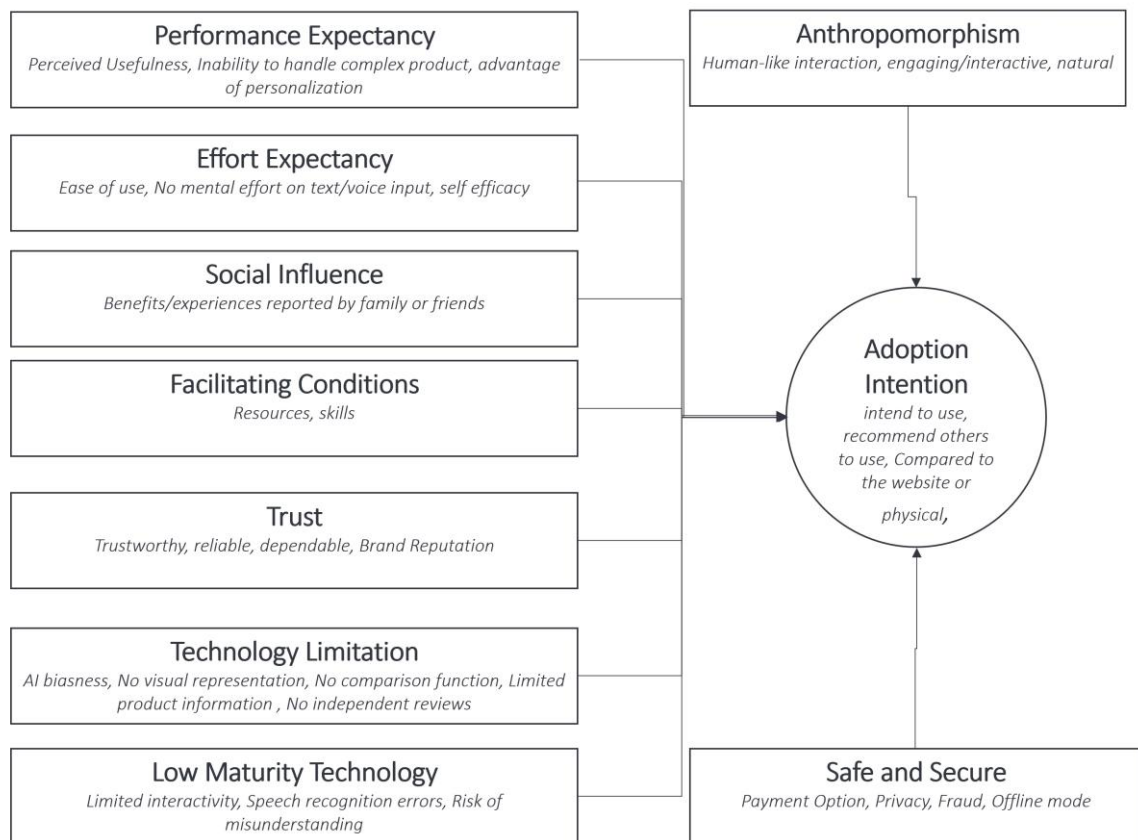 Performance Expectancy
Perceived Usefulness, Inability to handle complex product, advantage
of personalization
Effort Expectancy
Ease of use, No mental effort on text/voice input, self efficacy
Social Influence
Benefits/experiences reported by family or friends
Facilitating Conditions
Resources, skills
Trust
Trustworthy, reliable, dependable, Brand Reputation
Technology Limitation
AI biasness, No visual representation, No comparison function, Limited
product information , No independent reviews
Low Maturity Technology
Limited interactivity, Speech recognition errors, Risk of
misunderstanding
Anthropomorphism
Human-like interaction, engaging/interactive, natural
Adoption
Intention
intend to use,
recommend others
to use, Compared to
the website or
physical,
Safe and Secure
Payment Option, Privacy, Fraud, Offline mode